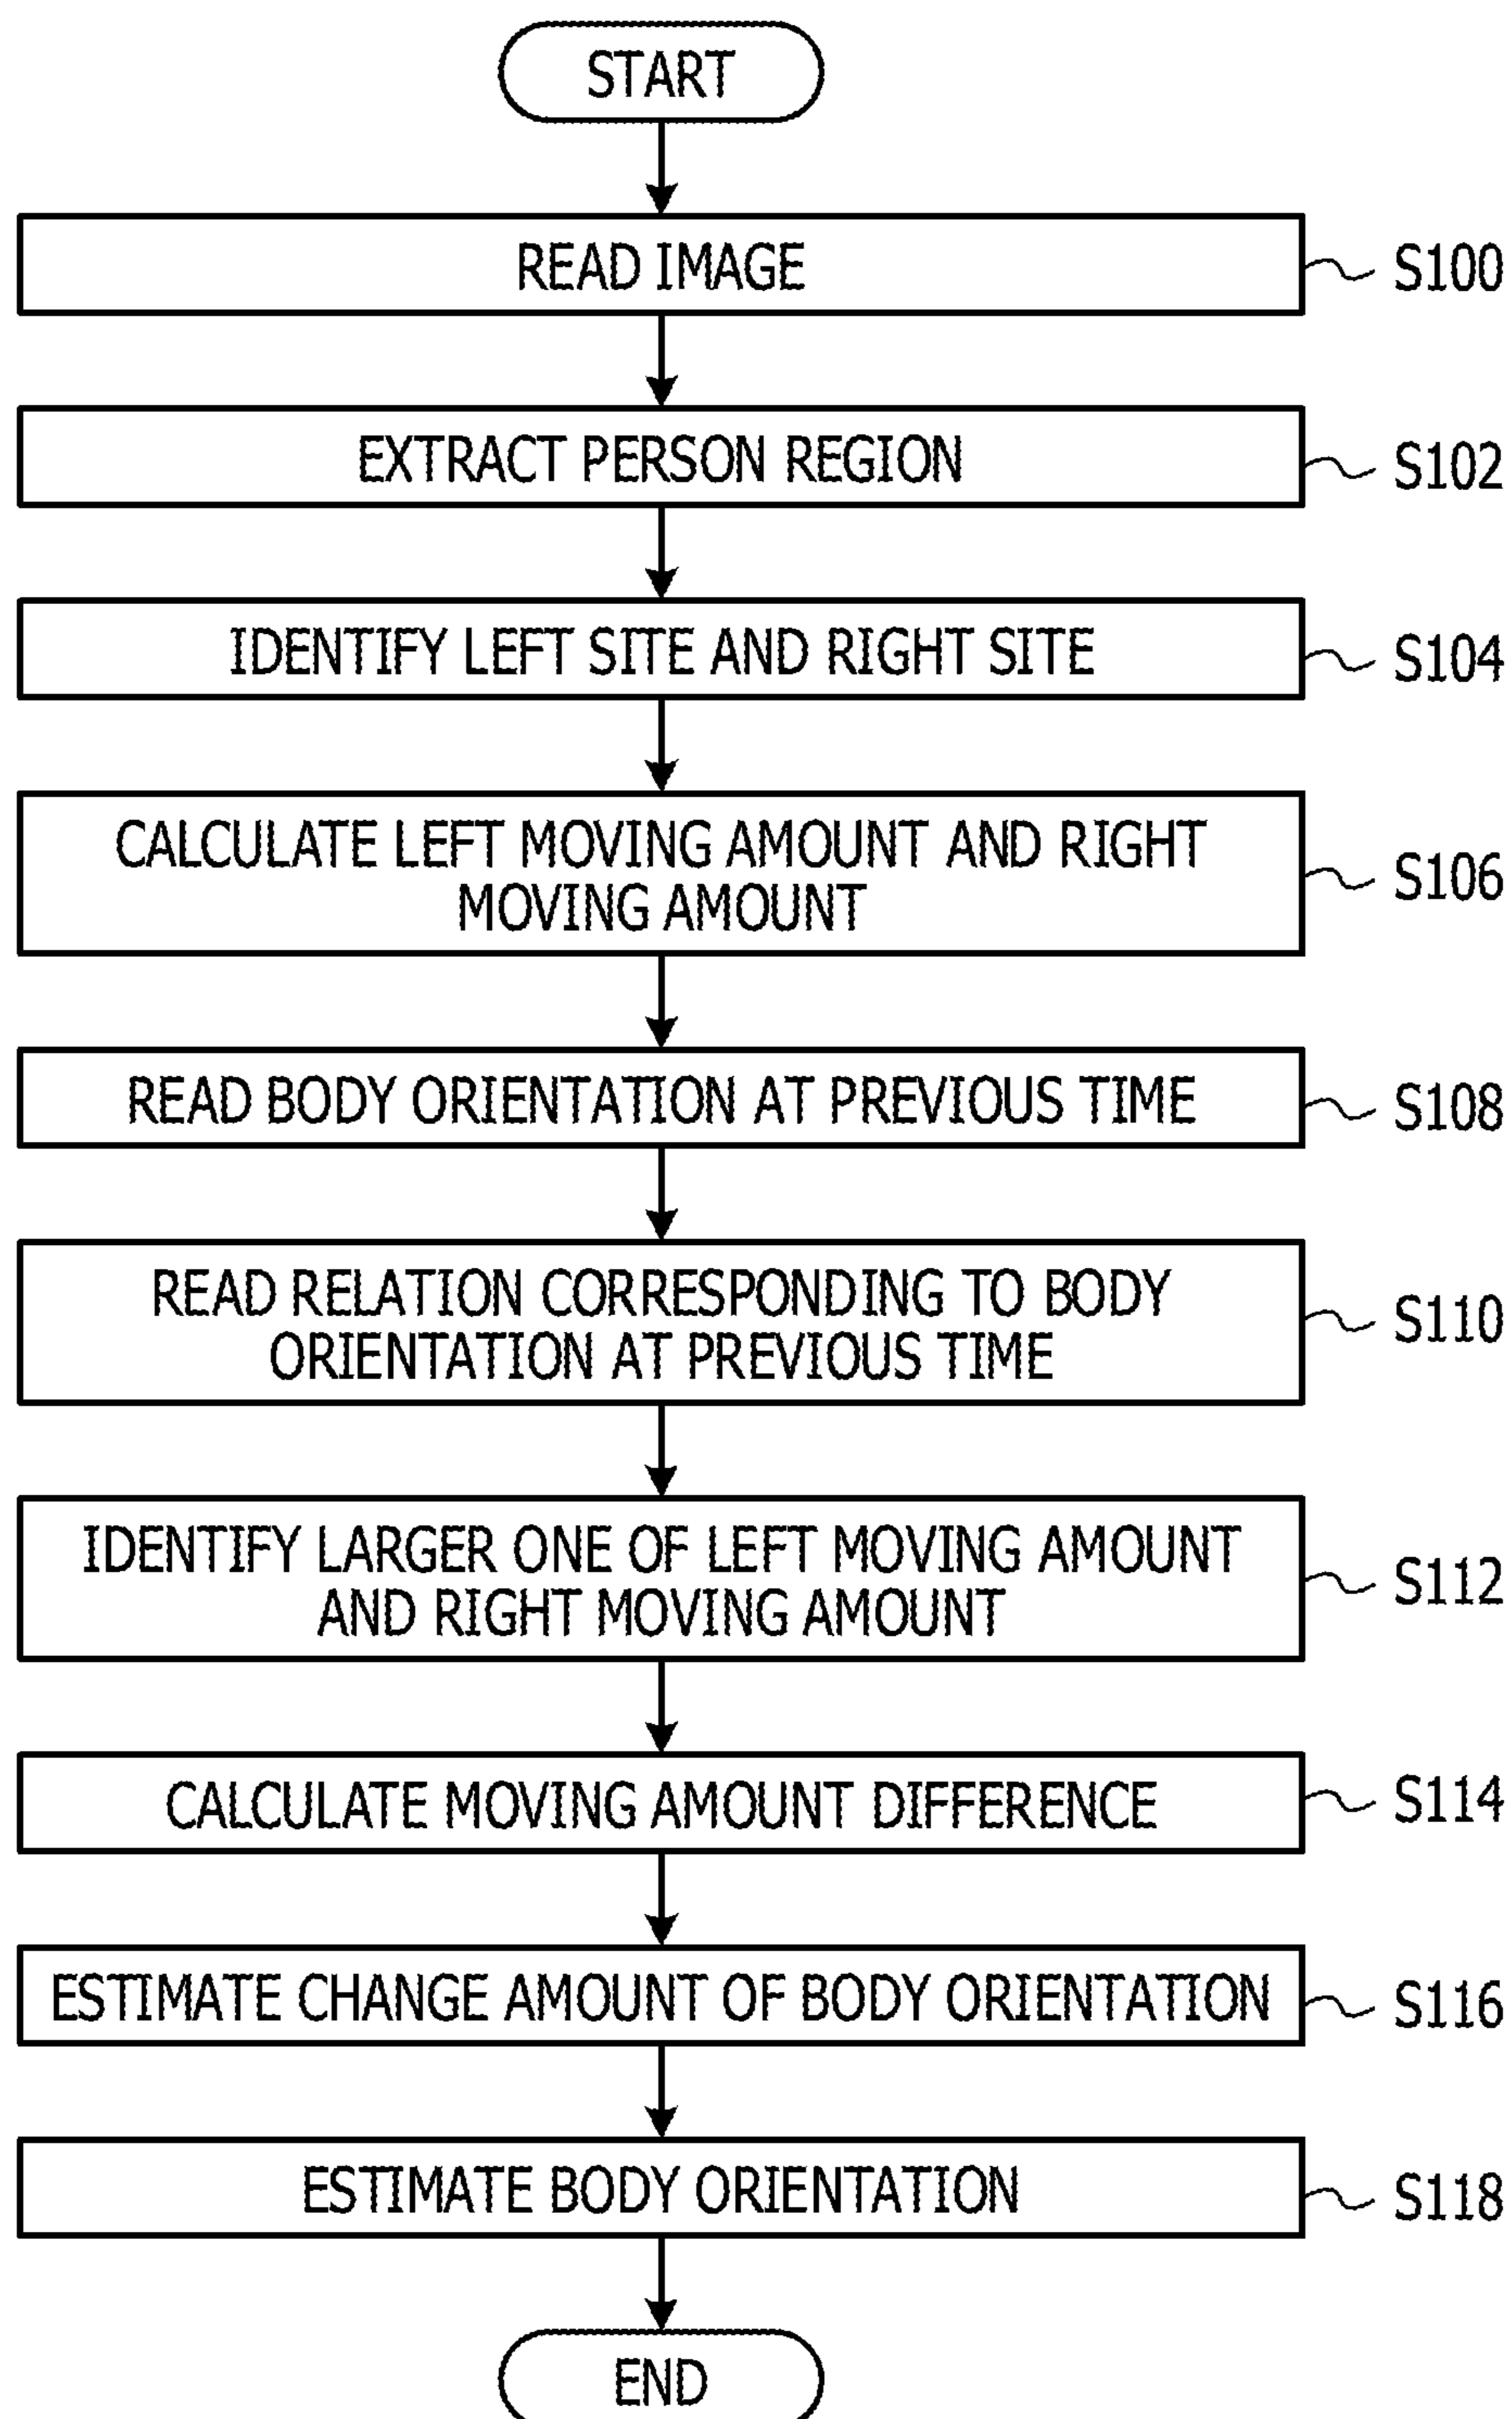 START
READ IMAGE
S100
EXTRACT PERSON REGION
S102
IDENTIFY LEFT SITE AND RIGHT SITE
S104
CALCULATE LEFT MOVING AMOUNT AND RIGHT
MOVING AMOUNT
S106
READ BODY ORIENTATION AT PREVIOUS TIME
S108
READ RELATION CORRESPONDING TO BODY
ORIENTATION AT PREVIOUS TIME
S110
IDENTIFY LARGER ONE OF LEFT MOVING AMOUNT
AND RIGHT MOVING AMOUNT
S112
CALCULATE MOVING AMOUNT DIFFERENCE
S114
ESTIMATE CHANGE AMOUNT OF BODY ORIENTATION
S116
ESTIMATE BODY ORIENTATION
S118
END